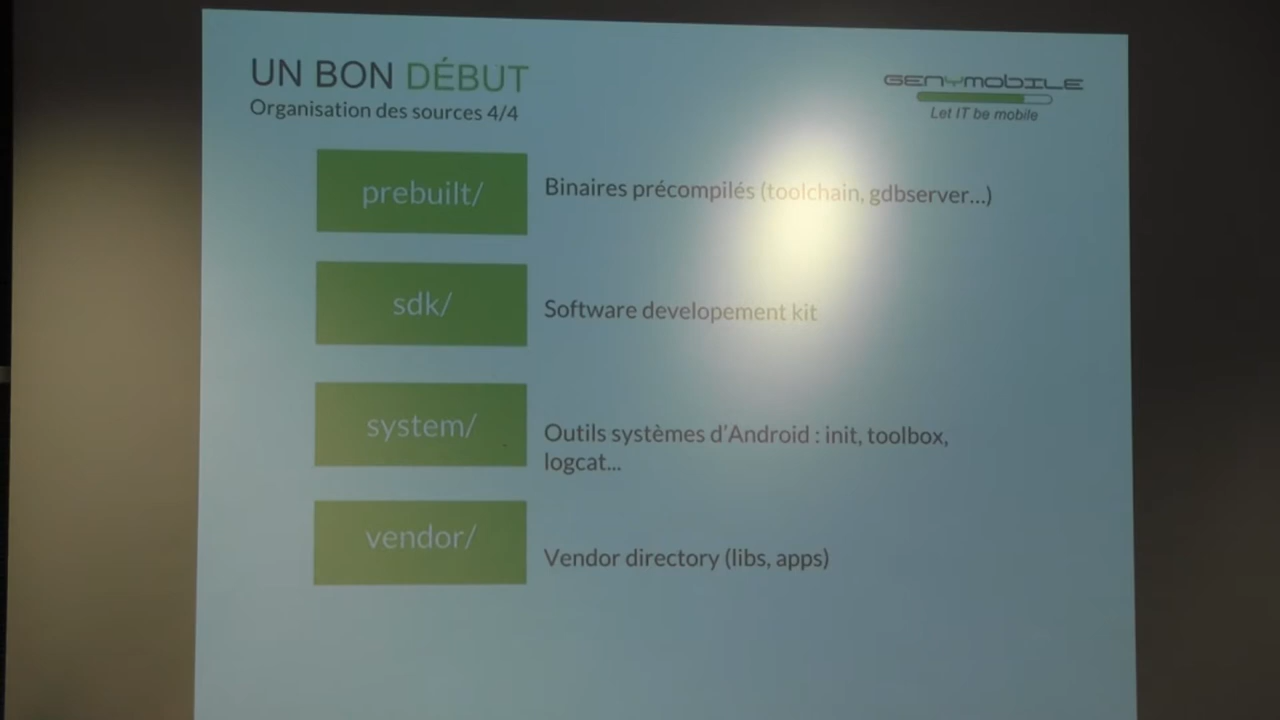 UN BON DÉBUT
Organisation des sources 4/4
GENYMOBILE
Let IT be mobile
prebuilt/
Binaires précompilés (toolchain, gdbserver...)
sdk/
Software developement kit
system/
Outils systèmes d'Android : init, toolbox,
logcat...
vendor/
Vendor directory (libs, apps)